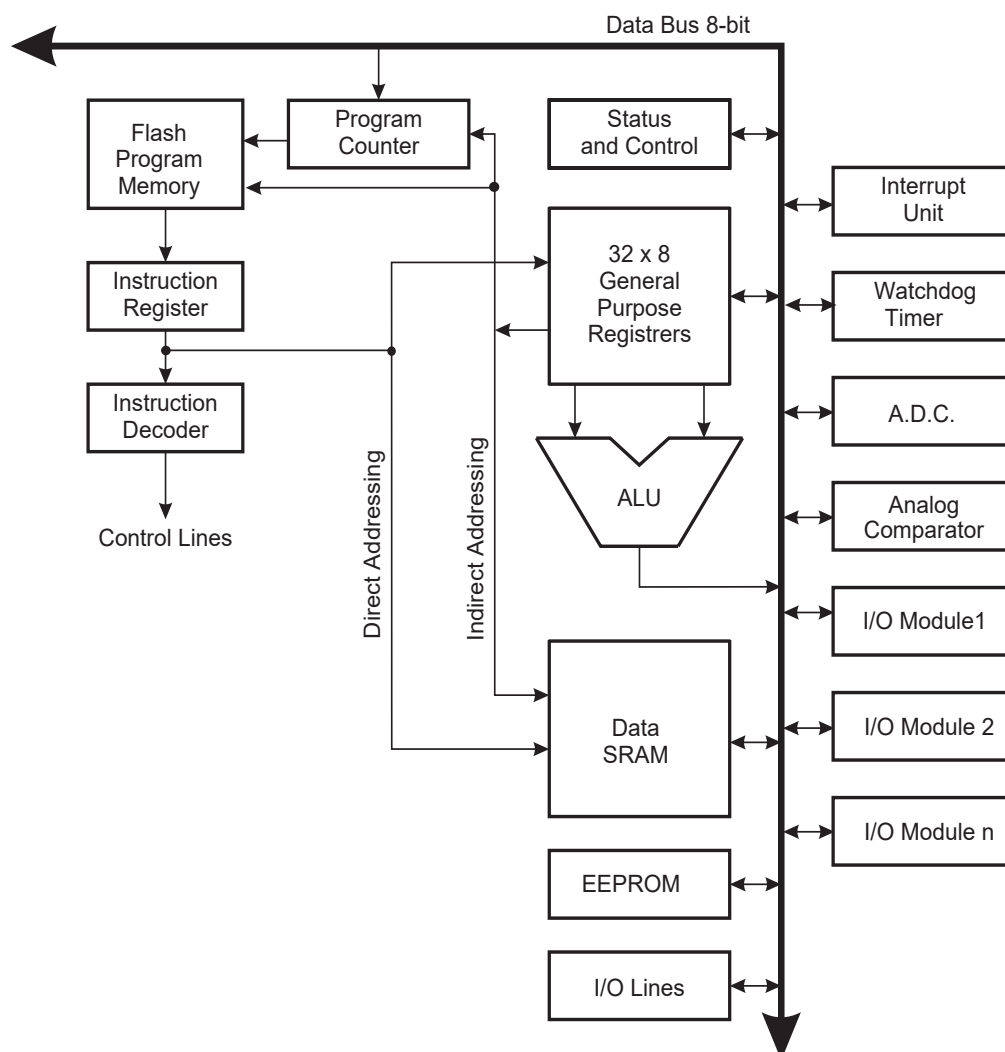 Data Bus 8-bit
Flash
Program
Memory
Program
Counter
Status
and Control
Interrupt
Unit
32 x 8
General
Purpose
Registrers
Instruction
Register
Watchdog
Timer
Instruction
Decoder
A.D.C.
Control Lines
Direct Addressing
Indirect Addressing
ALU
Analog
Comparator
I/O Module1
Data
SRAM
I/O Module 2
I/O Module n
EEPROM
I/O Lines